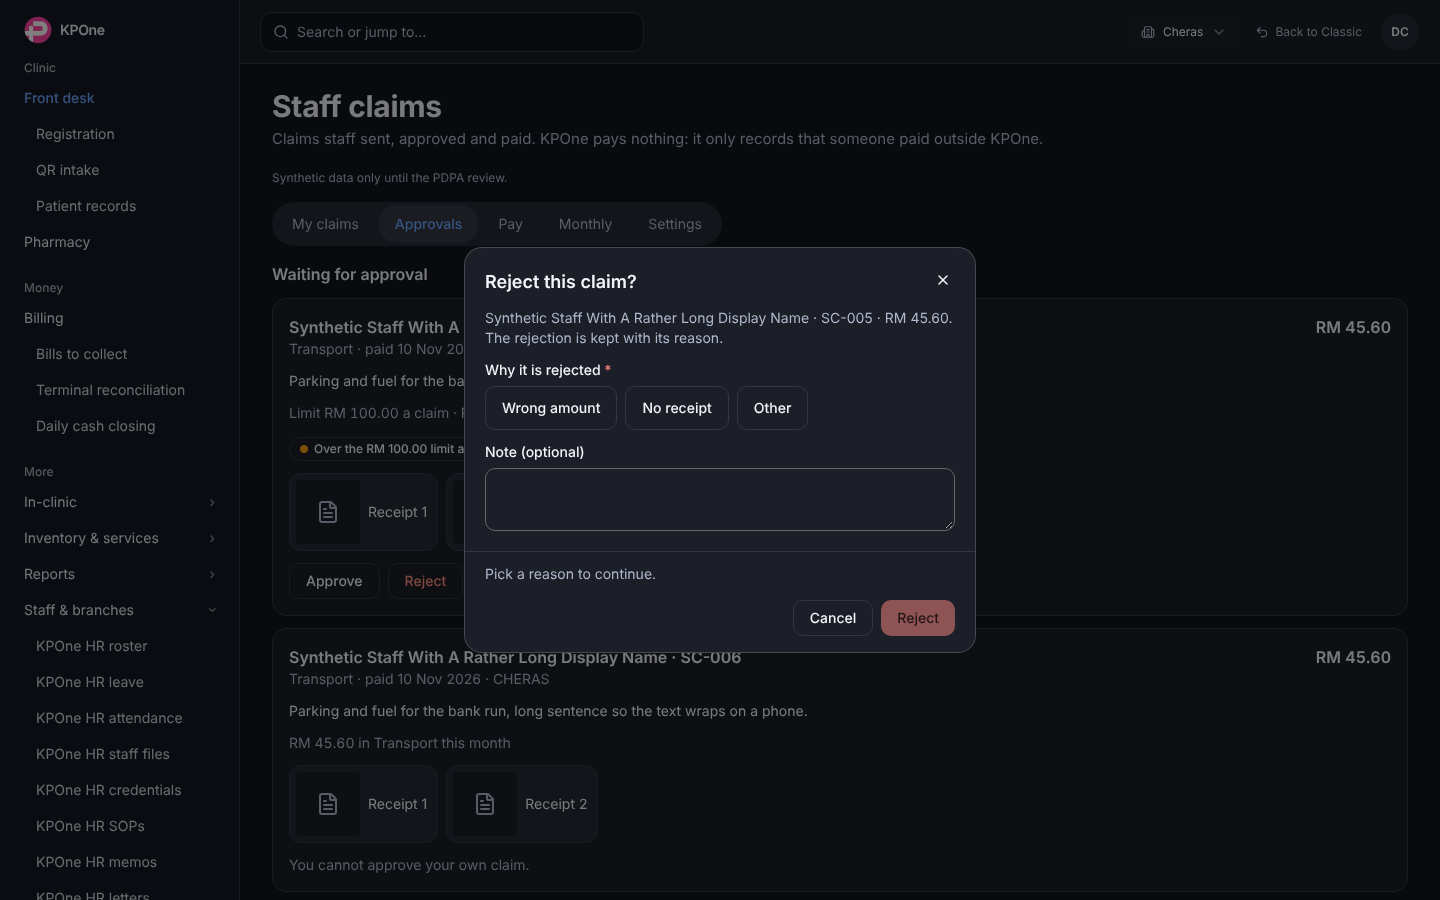 KPOne
Search or jump to...
Cheras
Back to Classic
DC
Clinic
Front desk
Registration
QR intake
Patient records
Pharmacy
Money
Billing
Bills to collect
Terminal reconciliation
Daily cash closing
More
In-clinic
Inventory & services
Reports
Staff & branches
KPOne HR roster
KPOne HR leave
KPOne HR attendance
KPOne HR staff files
KPOne HR credentials
KPOne HR SOPs
KPOne HR memos
KPOne HR letters
Staff claims
Claims staff sent, approved and paid. KPOne pays nothing: it only records that someone paid outside KPOne.
Synthetic data only until the PDPA review.
My claims
Approvals
Pay
Monthly
Settings
Waiting for approval
Synthetic Staff With A
RM 45.60
Transport · paid 10 Nov 20
Parking and fuel for the ba
Limit RM 100.00 a claim ·
Over the RM 100.00 limit a
Receipt 1
Approve
Reject
Reject this claim?
Synthetic Staff With A Rather Long Display Name · SC-005 · RM 45.60.
The rejection is kept with its reason.
Why it is rejected *
Wrong amount
No receipt
Other
Note (optional)
Pick a reason to continue.
Cancel
Reject
Synthetic Staff With A Rather Long Display Name · SC-006
RM 45.60
Transport · paid 10 Nov 2026 · CHERAS
Parking and fuel for the bank run, long sentence so the text wraps on a phone.
RM 45.60 in Transport this month
Receipt 1
Receipt 2
You cannot approve your own claim.